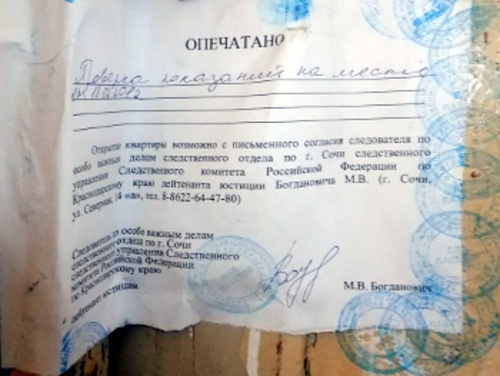 ОПЕЧАТАНО
показаний на месте
Открытие квартиры возможно с письменного согласия следователя по
особо важным делам следственного отдела по г. Сочи следственного
управления Следственного комитета Российской Федерации по
Краснодарскому краю лейтенанта юстиции Богдановича М.В. (г. Сочи,
ул. Северная, тел. 8-8622-64-47-80)
Следователь по особо важным делам
следственного отдела по г. Сочи
следственного управления Следственного
комитета Российской Федерации
по Краснодарскому краю
лейтенант юстиции
М.В. Богданович